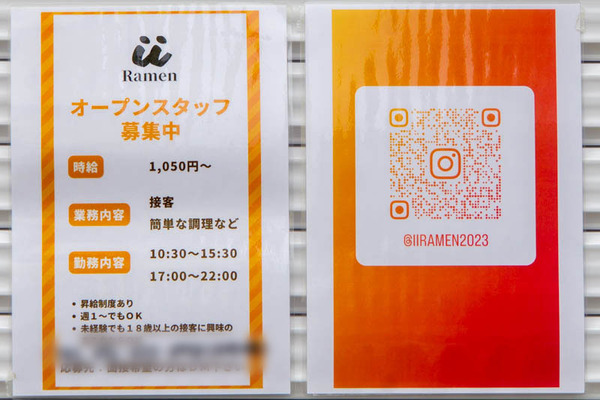 ii
Ramen
オープンスタッフ
募集中
時給
1,050円～
業務内容
接客
簡単な調理など
勤務内容
10:30～15:30
17:00～22:00
• 昇給制度あり
• 週1～でもOK
• 未経験でも１８歳以上の接客に興味の
@IIRAMEN2023